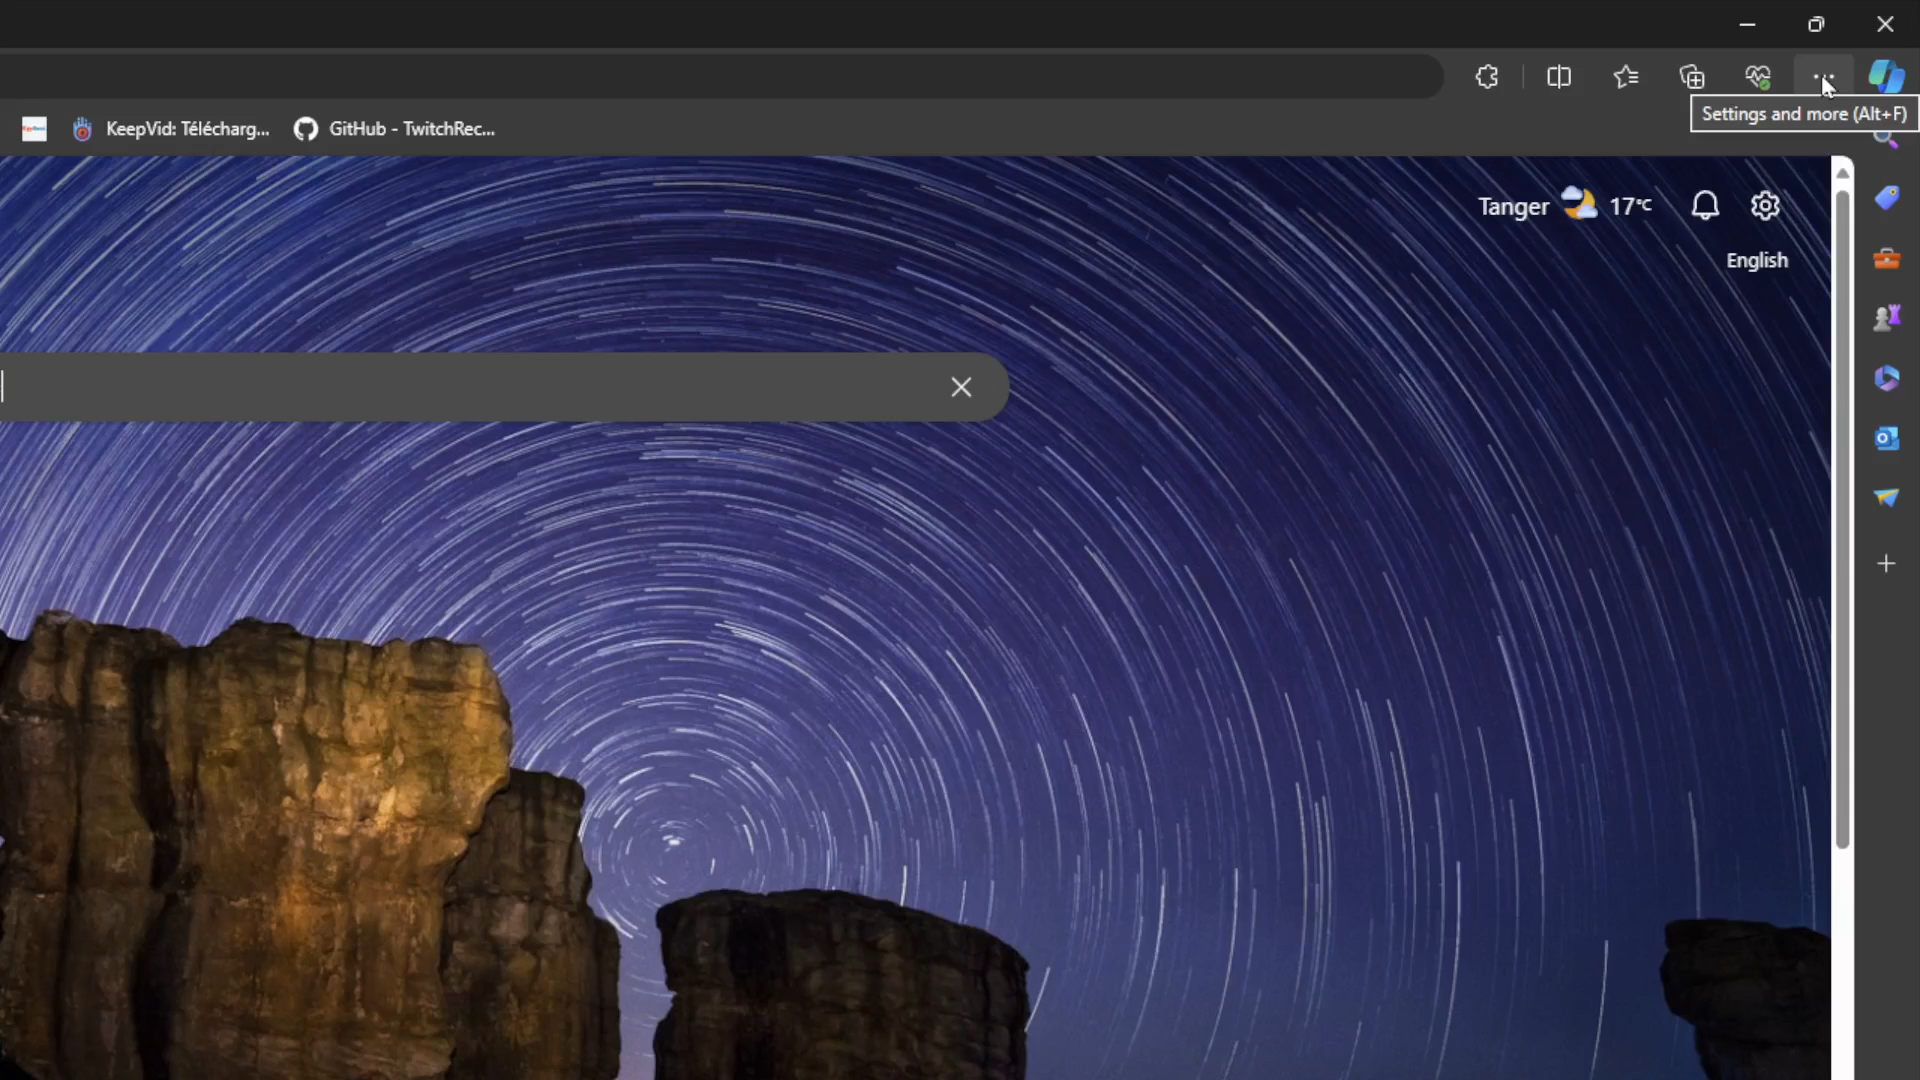 Settings and more (Alt+F)
KeepVid: Télécharg...
GitHub - TwitchRec...
Tanger 17°C
English